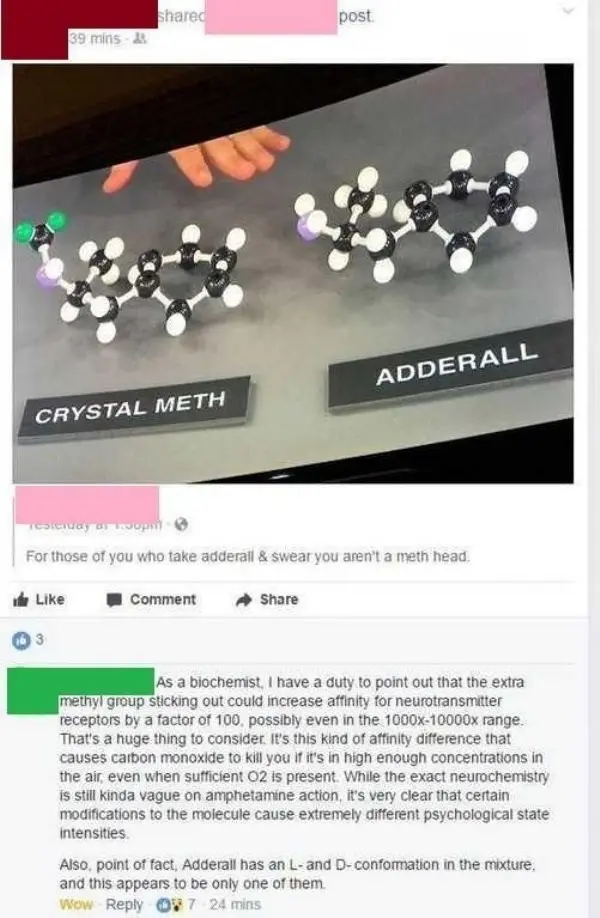 shared
post.
39 mins
CRYSTAL METH
ADDERALL
For those of you who take adderall & swear you aren't a meth head.
Like Comment Share
3
As a biochemist, I have a duty to point out that the extra
methyl group sticking out could increase affinity for neurotransmitter
receptors by a factor of 100, possibly even in the 1000x-10000x range.
That's a huge thing to consider. It's this kind of affinity difference that
causes carbon monoxide to kill you if it's in high enough concentrations in
the air, even when sufficient O2 is present. While the exact neurochemistry
is still kinda vague on amphetamine action, it's very clear that certain
modifications to the molecule cause extremely different psychological state
intensities.
Also, point of fact, Adderall has an L- and D- conformation in the mixture,
and this appears to be only one of them.
Wow · Reply · 7 · 24 mins